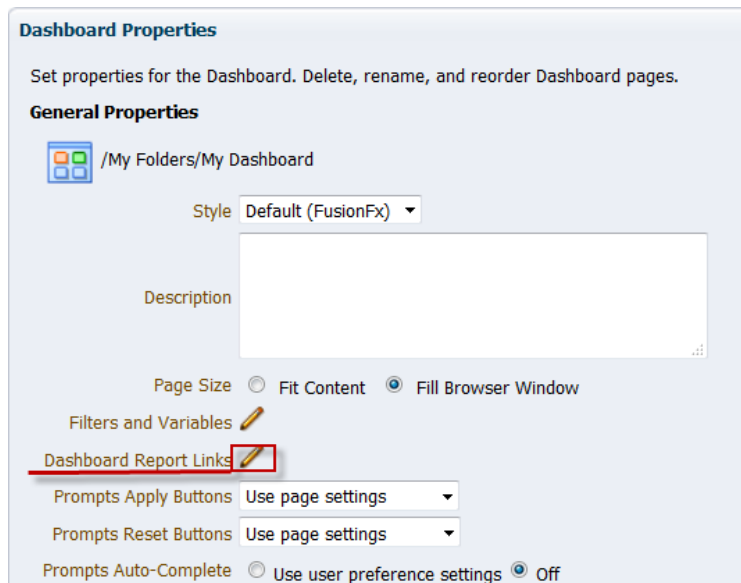 Dashboard Properties
Set properties for the Dashboard. Delete, rename, and reorder Dashboard pages.
General Properties
/My Folders/My Dashboard
Style Default (FusionFx)
Description
Page Size Fit Content Fill Browser Window
Filters and Variables
Dashboard Report Links
Prompts Apply Buttons Use page settings
Prompts Reset Buttons Use page settings
Prompts Auto-Complete Use user preference settings Off